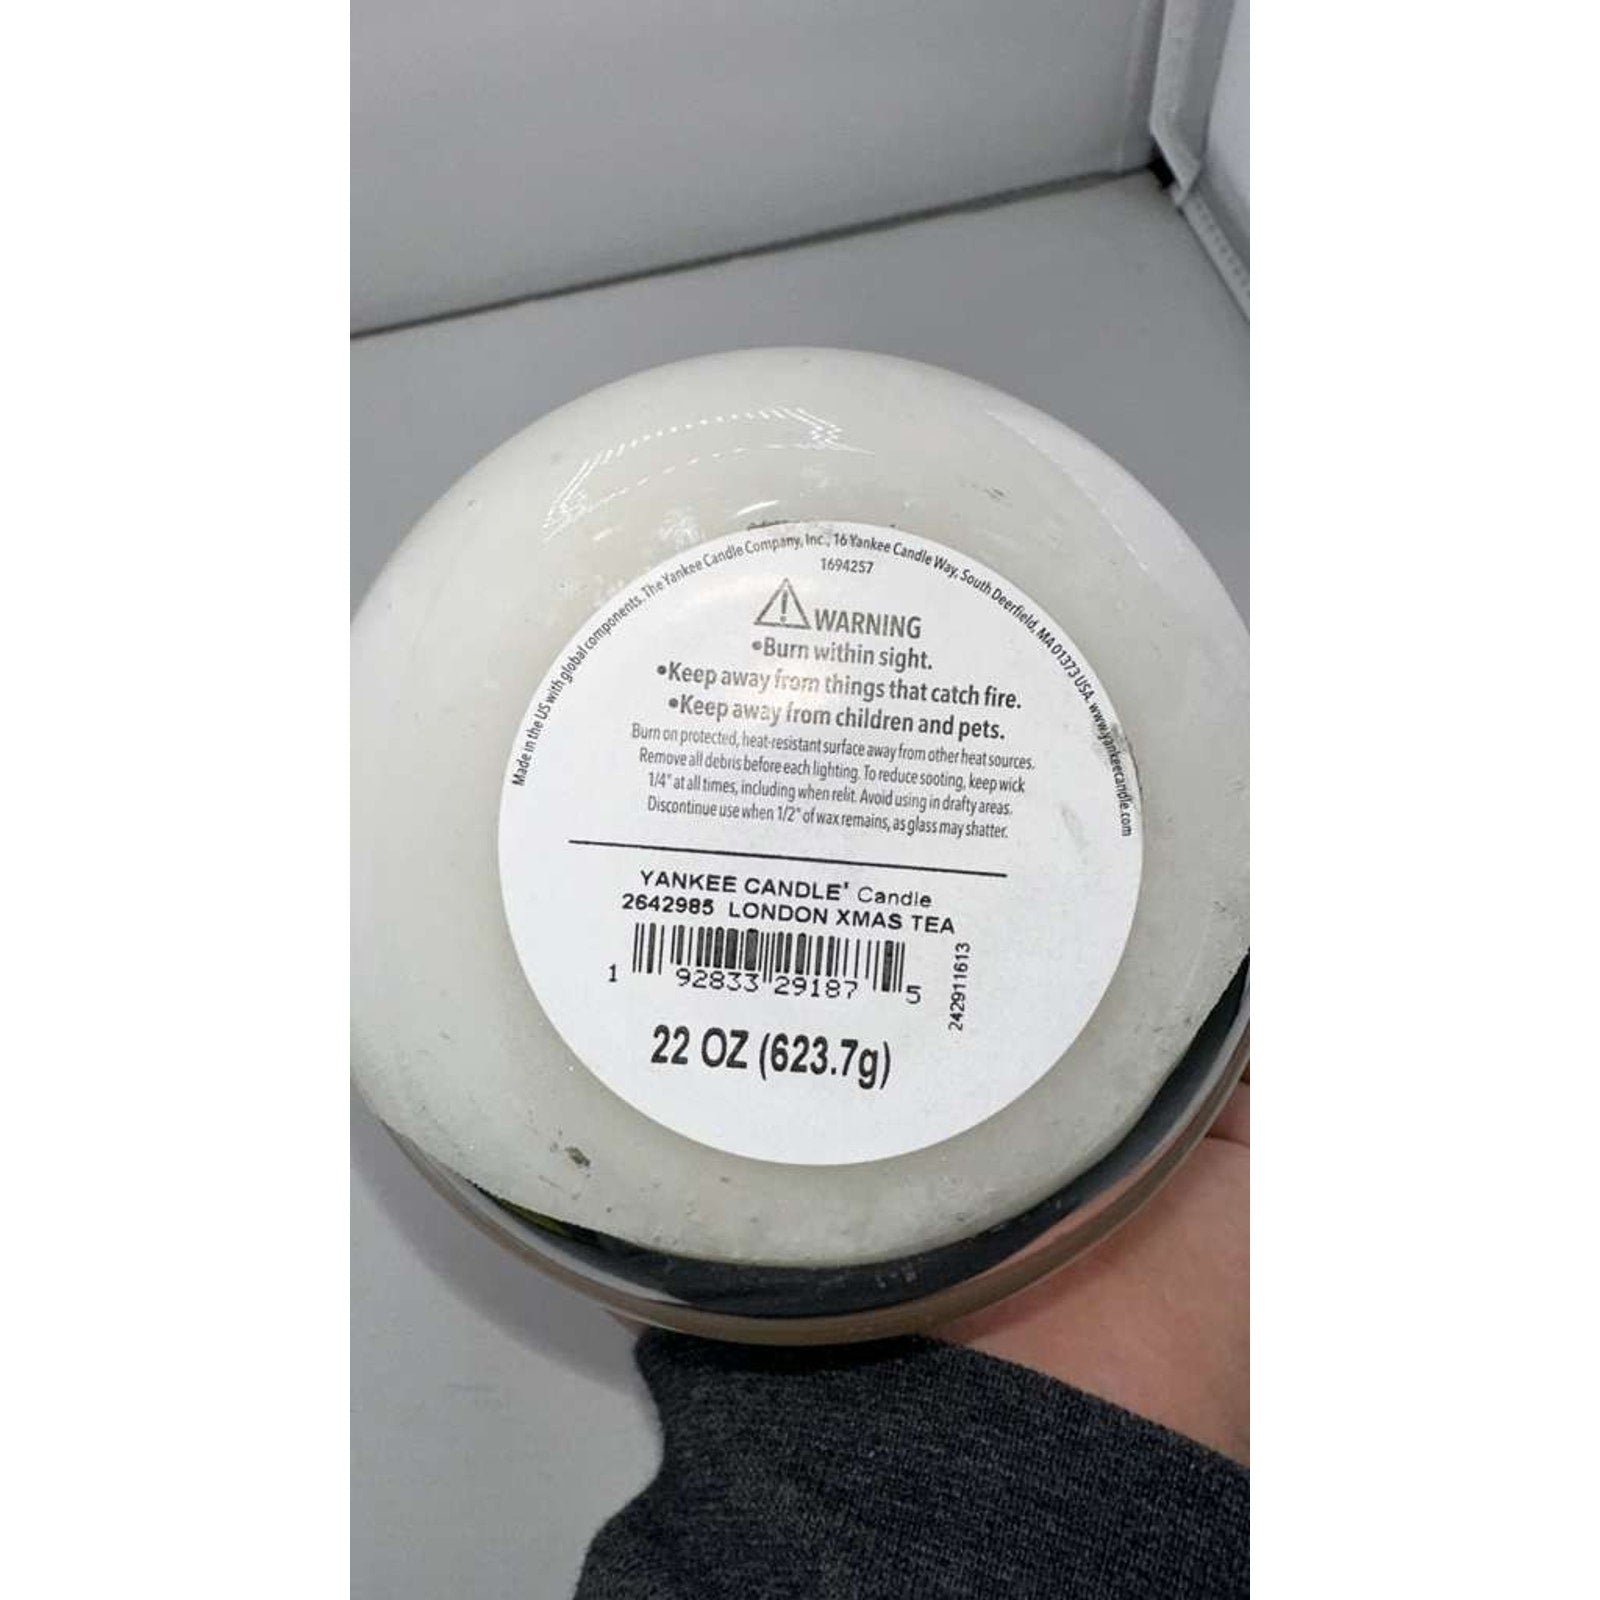 Made in the US with global components. The Yankee Candle Company, Inc., 16 Yankee Candle Way, South Deerfield, MA 01373 USA. www.yankeecandle.com
1694257
WARNING
•Burn within sight.
•Keep away from things that catch fire.
•Keep away from children and pets.
Burn on protected, heat-resistant surface away from other heat sources.
Remove all debris before each lighting. To reduce sooting, keep wick
1/4" at all times, including when relit. Avoid using in drafty areas.
Discontinue use when 1/2" of wax remains, as glass may shatter.
YANKEE CANDLE® Candle
2642985 LONDON XMAS TEA
1 92833 29187 5
242911613
22 OZ (623.7g)